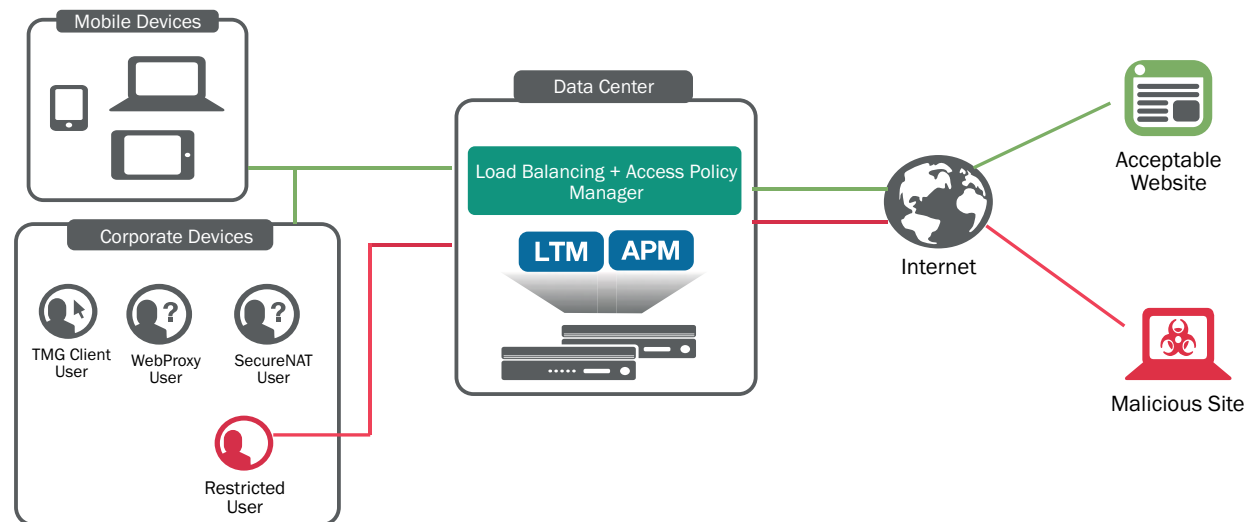 Mobile Devices
Corporate Devices
TMG Client
User
WebProxy
User
SecureNAT
User
Restricted
User
Data Center
Load Balancing + Access Policy
Manager
LTM
APM
Internet
Acceptable
Website
Malicious Site
?
?